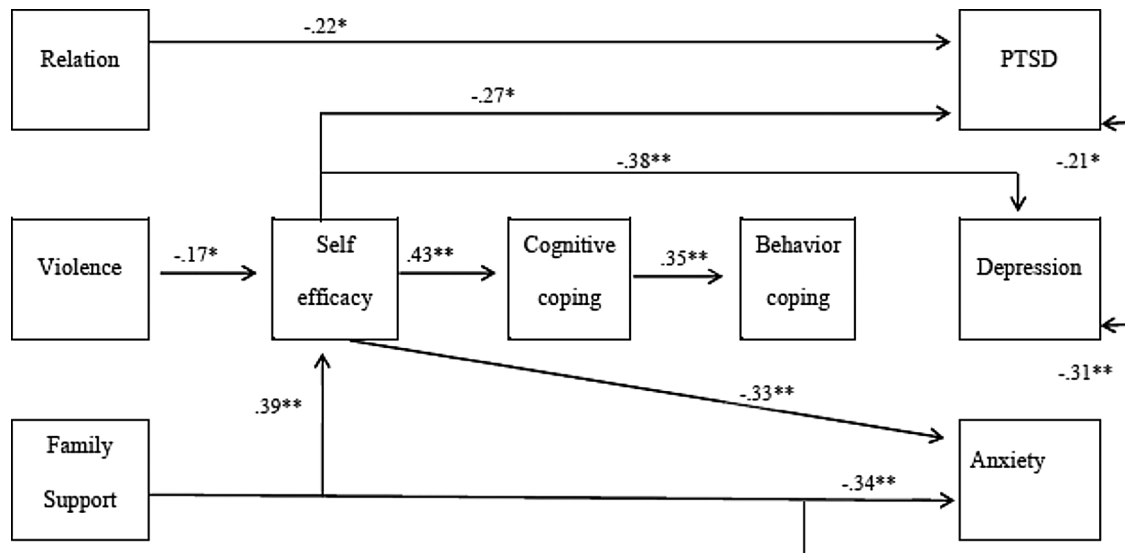 -.22*
Relation
PTSD
-.27*
-.38**
-.21*
Self
efficacy
Cognitive
coping
Behavior
coping
Violence
-.17*
.43**
.35**
Depression
-.31**
.39**
-.33**
Family
Support
Anxiety
-.34**